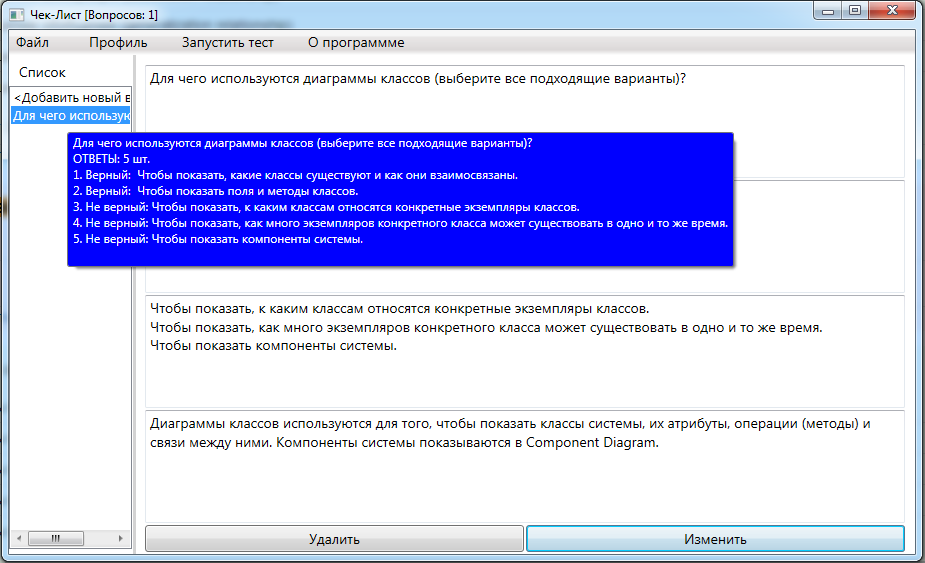 Чек-Лист [Вопросов: 1]
Файл Профиль Запустить тест О программме
Список
<Добавить новый в
Для чего использую
Для чего используются диаграммы классов (выберите все подходящие варианты)?
Для чего используются диаграммы классов (выберите все подходящие варианты)?
ОТВЕТЫ: 5 шт.
1. Верный: Чтобы показать, какие классы существуют и как они взаимосвязаны.
2. Верный: Чтобы показать поля и методы классов.
3. Не верный: Чтобы показать, к каким классам относятся конкретные экземпляры классов.
4. Не верный: Чтобы показать, как много экземпляров конкретного класса может существовать в одно и то же время.
5. Не верный: Чтобы показать компоненты системы.
Чтобы показать, к каким классам относятся конкретные экземпляры классов.
Чтобы показать, как много экземпляров конкретного класса может существовать в одно и то же время.
Чтобы показать компоненты системы.
Диаграммы классов используются для того, чтобы показать классы системы, их атрибуты, операции (методы) и
связи между ними. Компоненты системы показываются в Component Diagram.
Удалить Изменить